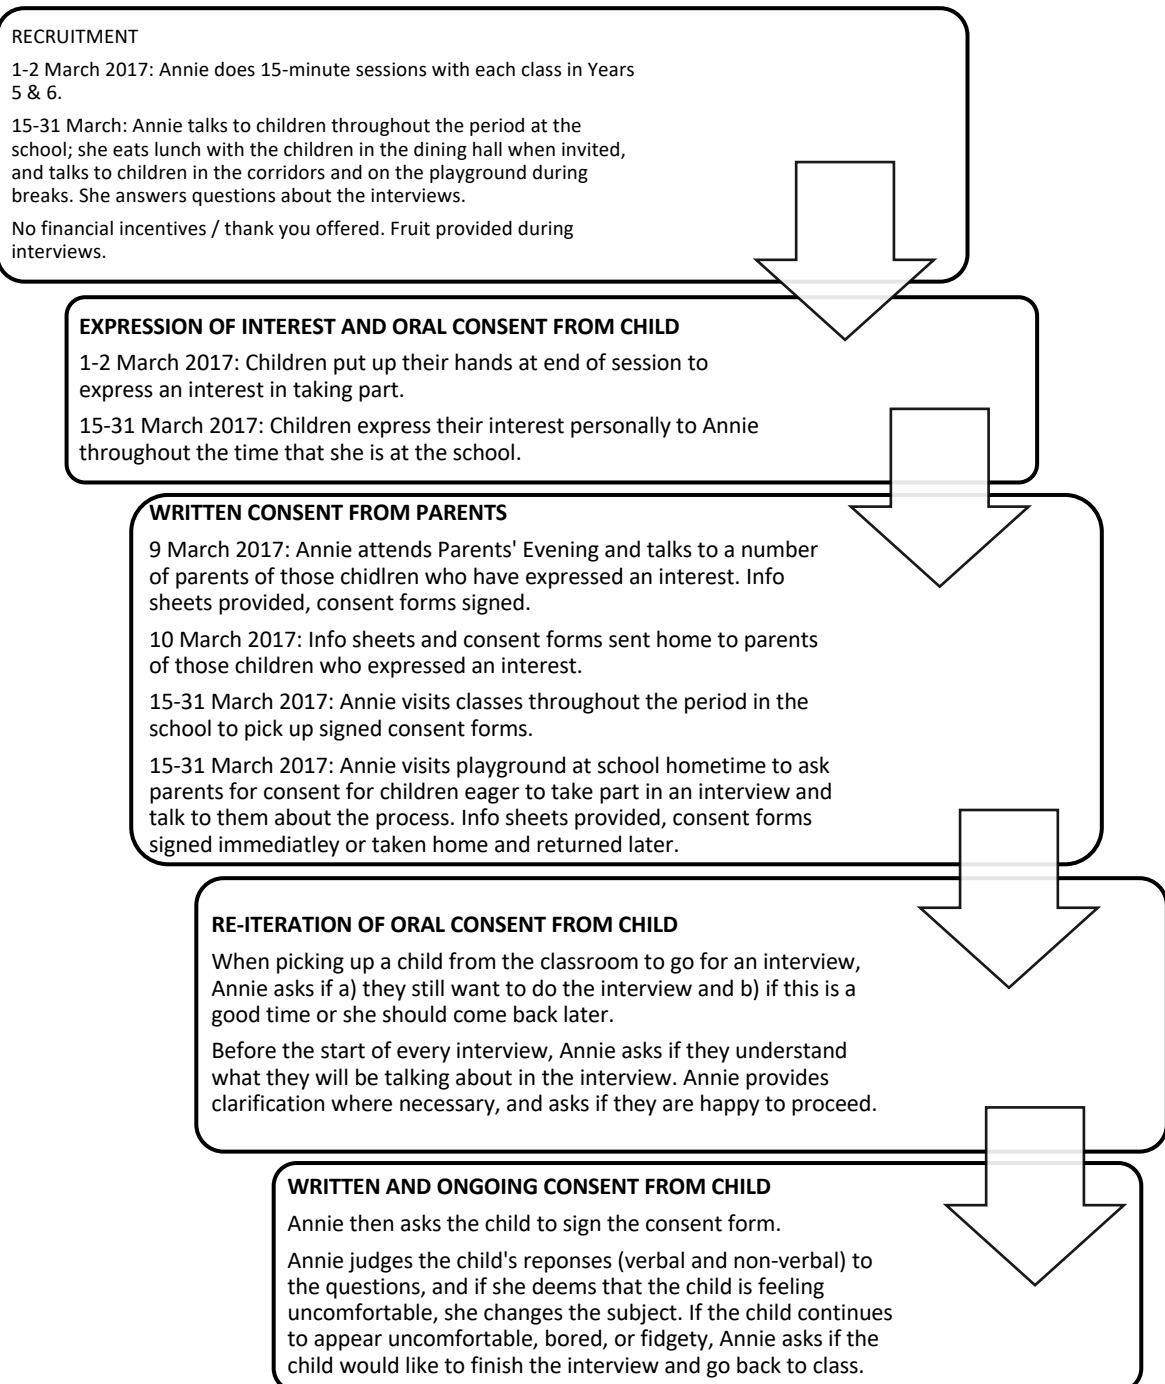 RECRUITMENT
1-2 March 2017: Annie does 15-minute sessions with each class in Years
5 & 6.
15-31 March: Annie talks to children throughout the period at the
school; she eats lunch with the children in the dining hall when invited,
and talks to children in the corridors and on the playground during
breaks. She answers questions about the interviews.
No financial incentives / thank you offered. Fruit provided during
interviews.
EXPRESSION OF INTEREST AND ORAL CONSENT FROM CHILD
1-2 March 2017: Children put up their hands at end of session to
express an interest in taking part.
15-31 March 2017: Children express their interest personally to Annie
throughout the time that she is at the school.
WRITTEN CONSENT FROM PARENTS
9 March 2017: Annie attends Parents' Evening and talks to a number
of parents of those chidlren who have expressed an interest. Info
sheets provided, consent forms signed.
10 March 2017: Info sheets and consent forms sent home to parents
of those children who expressed an interest.
15-31 March 2017: Annie visits classes throughout the period in the
school to pick up signed consent forms.
15-31 March 2017: Annie visits playground at school hometime to ask
parents for consent for children eager to take part in an interview and
talk to them about the process. Info sheets provided, consent forms
signed immediatley or taken home and returned later.
RE-ITERATION OF ORAL CONSENT FROM CHILD
When picking up a child from the classroom to go for an interview,
Annie asks if a) they still want to do the interview and b) if this is a
good time or she should come back later.
Before the start of every interview, Annie asks if they understand
what they will be talking about in the interview. Annie provides
clarification where necessary, and asks if they are happy to proceed.
WRITTEN AND ONGOING CONSENT FROM CHILD
Annie then asks the child to sign the consent form.
Annie judges the child's reponses (verbal and non-verbal) to
the questions, and if she deems that the child is feeling
uncomfortable, she changes the subject. If the child continues
to appear uncomfortable, bored, or fidgety, Annie asks if the
child would like to finish the interview and go back to class.